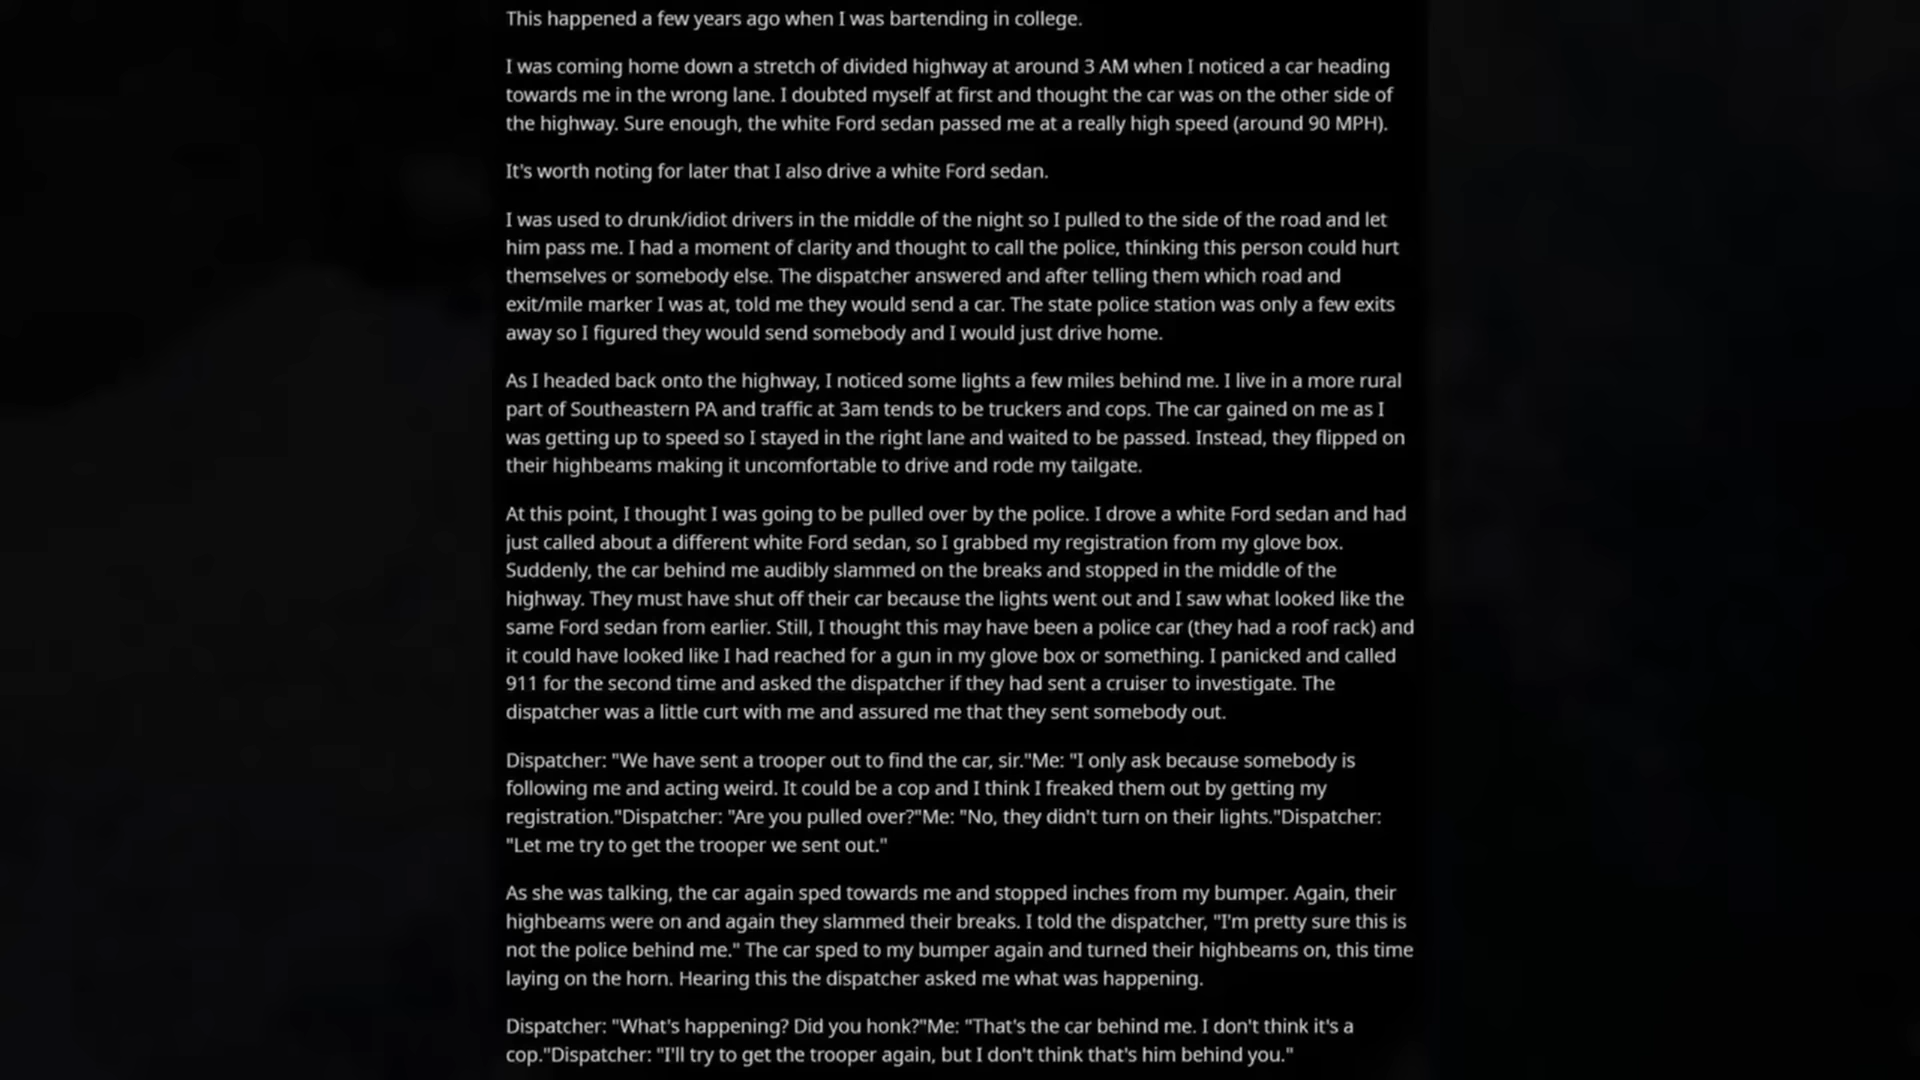 This happened a few years ago when I was bartending in college.
I was coming home down a stretch of divided highway at around 3 AM when I noticed a car heading
towards me in the wrong lane. I doubted myself at first and thought the car was on the other side of
the highway. Sure enough, the white Ford sedan passed me at a really high speed (around 90 MPH).
It's worth noting for later that I also drive a white Ford sedan.
I was used to drunk/idiot drivers in the middle of the night so I pulled to the side of the road and let
him pass me. I had a moment of clarity and thought to call the police, thinking this person could hurt
themselves or somebody else. The dispatcher answered and after telling them which road and
exit/mile marker I was at, told me they would send a car. The state police station was only a few exits
away so I figured they would send somebody and I would just drive home.
As I headed back onto the highway, I noticed some lights a few miles behind me. I live in a more rural
part of Southeastern PA and traffic at 3am tends to be truckers and cops. The car gained on me as I
was getting up to speed so I stayed in the right lane and waited to be passed. Instead, they flipped on
their highbeams making it uncomfortable to drive and rode my tailgate.
At this point, I thought I was going to be pulled over by the police. I drove a white Ford sedan and had
just called about a different white Ford sedan, so I grabbed my registration from my glove box.
Suddenly, the car behind me audibly slammed on the breaks and stopped in the middle of the
highway. They must have shut off their car because the lights went out and I saw what looked like the
same Ford sedan from earlier. Still, I thought this may have been a police car (they had a roof rack) and
it could have looked like I had reached for a gun in my glove box or something. I panicked and called
911 for the second time and asked the dispatcher if they had sent a cruiser to investigate. The
dispatcher was a little curt with me and assured me that they sent somebody out.
Dispatcher: "We have sent a trooper out to find the car, sir."Me: "I only ask because somebody is
following me and acting weird. It could be a cop and I think I freaked them out by getting my
registration."Dispatcher: "Are you pulled over?"Me: "No, they didn't turn on their lights."Dispatcher:
"Let me try to get the trooper we sent out."
As she was talking, the car again sped towards me and stopped inches from my bumper. Again, their
highbeams were on and again they slammed their breaks. I told the dispatcher, "I'm pretty sure this is
not the police behind me." The car sped to my bumper again and turned their highbeams on, this time
laying on the horn. Hearing this the dispatcher asked me what was happening.
Dispatcher: "What's happening? Did you honk?"Me: "That's the car behind me. I don't think it's a
cop."Dispatcher: "I'll try to get the trooper again, but I don't think that's him behind you."